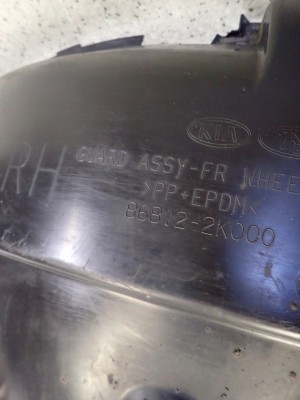 KIA
RH
GUARD ASSY-FR WHEE
>PP+EPDM<
86812-2K000